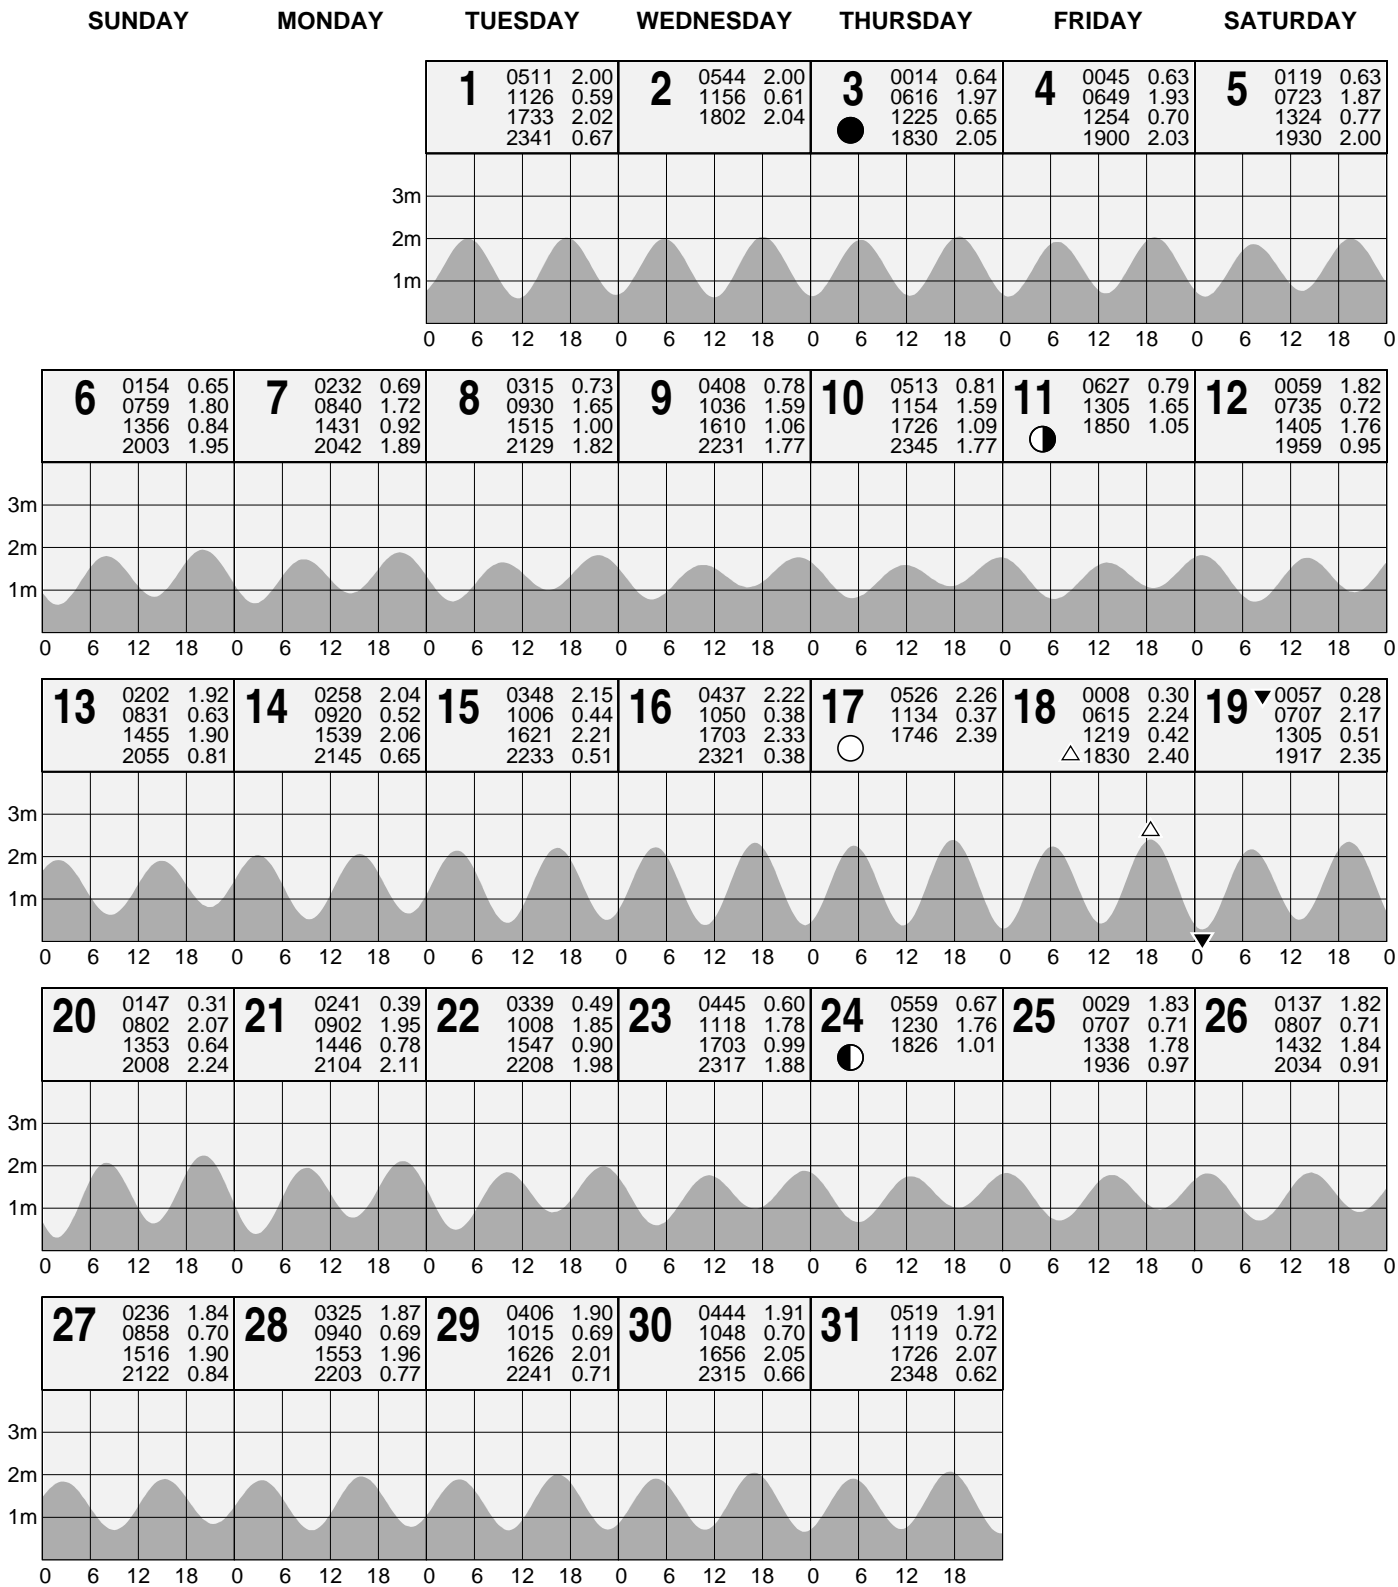 SUNDAY MONDAY TUESDAY WEDNESDAY THURSDAY FRIDAY SATURDAY
1 0511 2.00 2 0544 2.00 3 0014 0.64 4 0045 0.63 5 0119 0.63
1126 0.59 1156 0.61 0616 1.97 0649 1.93 0723 1.87
1733 2.02 1802 2.04 1225 0.65 1254 0.70 1324 0.77
2341 0.67 1830 2.05 1900 2.03 1930 2.00
3m
2m
1m
0 6 12 18 0 6 12 18 0 6 12 18 0 6 12 18 0 6 12 18 0
6 0154 0.65 7 0232 0.69 8 0315 0.73 9 0408 0.78 10 0513 0.81 11 0627 0.79 12 0059 1.82
0759 1.80 0840 1.72 0930 1.65 1036 1.59 1154 1.59 1305 1.65 0735 0.72
1356 0.84 1431 0.92 1515 1.00 1610 1.06 1726 1.09 1850 1.05 1405 1.76
2003 1.95 2042 1.89 2129 1.82 2231 1.77 2345 1.77 1959 0.95
3m
2m
1m
0 6 12 18 0 6 12 18 0 6 12 18 0 6 12 18 0 6 12 18 0 6 12 18 0 6 12 18 0
13 0202 1.92 14 0258 2.04 15 0348 2.15 16 0437 2.22 17 0526 2.26 18 0008 0.30 19 0057 0.28
0831 0.63 0920 0.52 1006 0.44 1050 0.38 1134 0.37 0615 2.24 0707 2.17
1455 1.90 1539 2.06 1621 2.21 1703 2.33 1746 2.39 1219 0.42 1305 0.51
2055 0.81 2145 0.65 2233 0.51 2321 0.38 1830 2.40 1917 2.35
3m
2m
1m
0 6 12 18 0 6 12 18 0 6 12 18 0 6 12 18 0 6 12 18 0 6 12 18 0 6 12 18 0
20 0147 0.31 21 0241 0.39 22 0339 0.49 23 0445 0.60 24 0559 0.67 25 0029 1.83 26 0137 1.82
0802 2.07 0902 1.95 1008 1.85 1118 1.78 1230 1.76 0707 0.71 0807 0.71
1353 0.64 1446 0.78 1547 0.90 1703 0.99 1826 1.01 1338 1.78 1432 1.84
2008 2.24 2104 2.11 2208 1.98 2317 1.88 1936 0.97 2034 0.91
3m
2m
1m
0 6 12 18 0 6 12 18 0 6 12 18 0 6 12 18 0 6 12 18 0 6 12 18 0 6 12 18 0
27 0236 1.84 28 0325 1.87 29 0406 1.90 30 0444 1.91 31 0519 1.91
0858 0.70 0940 0.69 1015 0.69 1048 0.70 1119 0.72
1516 1.90 1553 1.96 1626 2.01 1656 2.05 1726 2.07
2122 0.84 2203 0.77 2241 0.71 2315 0.66 2348 0.62
3m
2m
1m
0 6 12 18 0 6 12 18 0 6 12 18 0 6 12 18 0 6 12 18